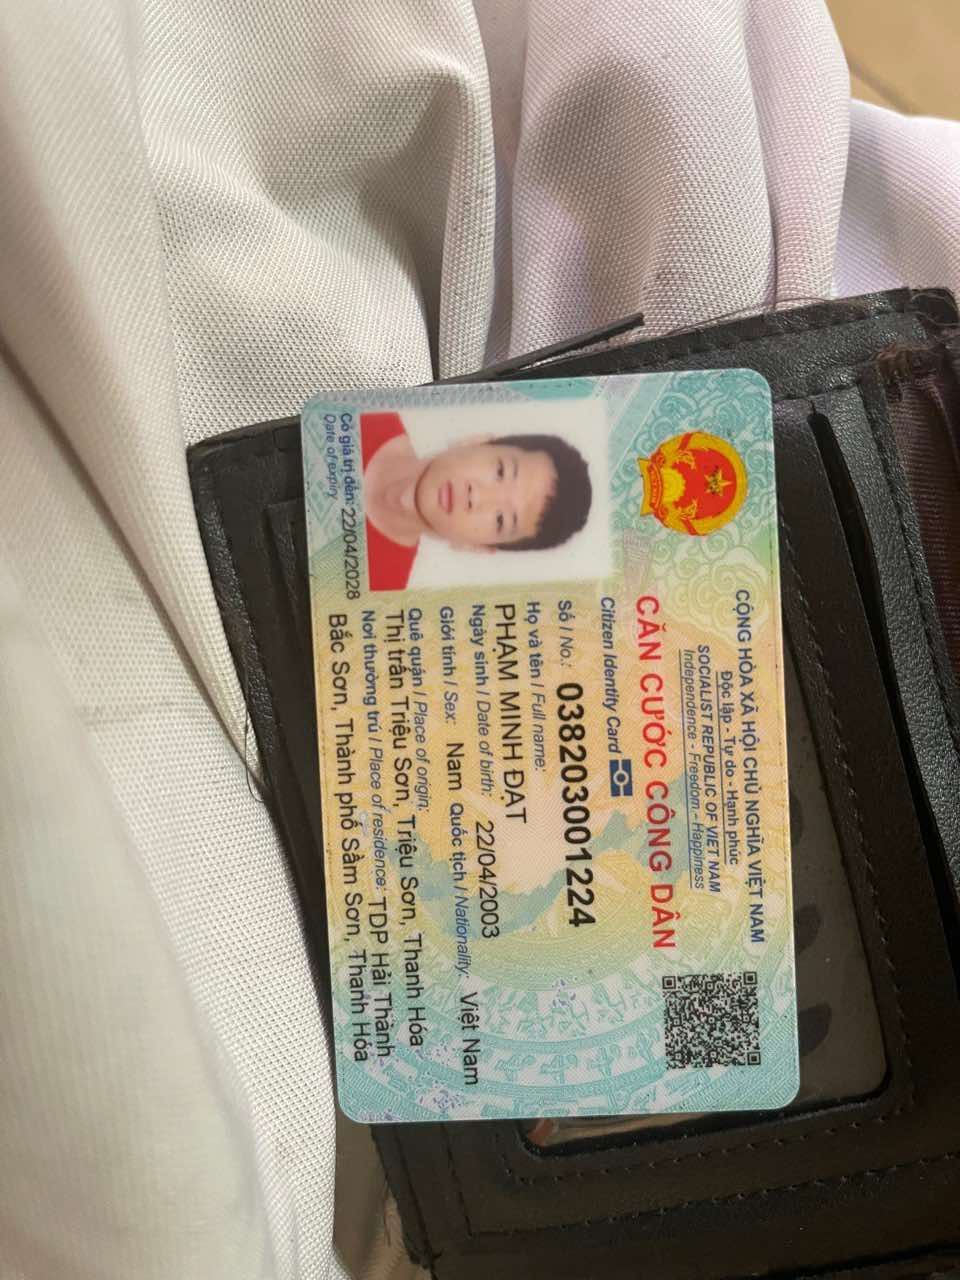 CỘNG HÒA XÃ HỘI CHỦ NGHĨA VIỆT NAM
Độc lập - Tự do - Hạnh phúc
SOCIALIST REPUBLIC OF VIET NAM
Independence - Freedom - Happiness
CĂN CƯỚC CÔNG DÂN
Citizen Identity Card
Số / No.: 038203001224
Họ và tên / Full name:
PHẠM MINH ĐẠT
Ngày sinh / Date of birth: 22/04/2003
Giới tính / Sex: Nam Quốc tịch / Nationality: Việt Nam
Quê quán / Place of origin:
Thị trấn Triệu Sơn, Triệu Sơn, Thanh Hóa
Nơi thường trú / Place of residence: TDP Hải Thành
Bắc Sơn, Thành phố Sầm Sơn, Thanh Hóa
Có giá trị đến: 22/04/2028
Date of expiry